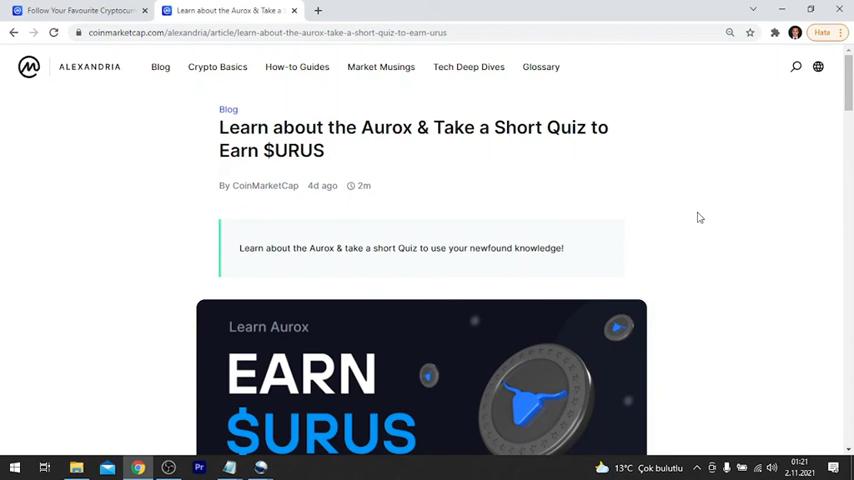 Follow Your Favourite Cryptocurr
Learn about the Aurox & Take a S
coinmarketcap.com/alexandria/article/learn-about-the-aurox-take-a-short-quiz-to-earn-urus
Hata
ALEXANDRIA
Blog
Crypto Basics
How-to Guides
Market Musings
Tech Deep Dives
Glossary
Blog
Learn about the Aurox & Take a Short Quiz to
Earn $URUS
By CoinMarketCap 4d ago 2m
Learn about the Aurox & take a short Quiz to use your newfound knowledge!
Learn Aurox
EARN
$URUS
Pr
13°C Çok bulutlu
01:21
2.11.2021